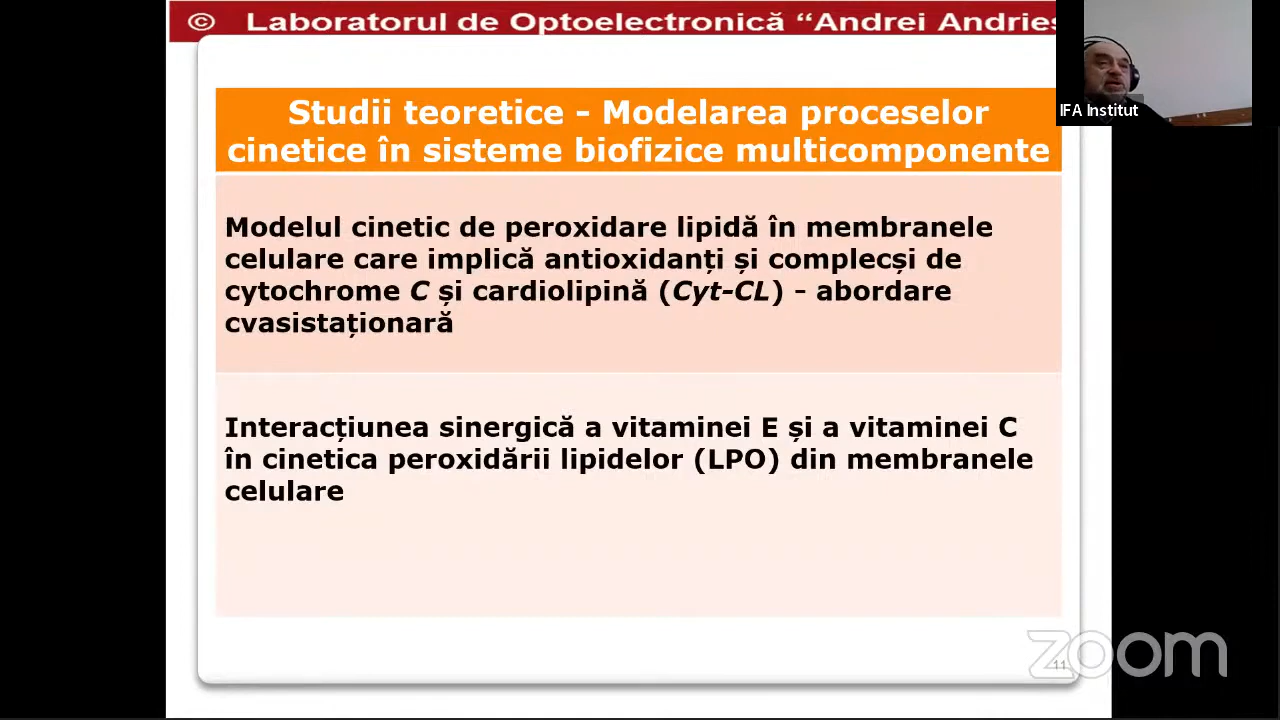 © Laboratorul de Optoelectronică “Andrei Andrieș
IFA Institut
Studii teoretice - Modelarea proceselor
cinetice în sisteme biofizice multicomponente
Modelul cinetic de peroxidare lipidă în membranele
celulare care implică antioxidanți și complecși de
cytochrome C și cardiolipină (Cyt-CL) - abordare
cvasistaționară
Interacțiunea sinergică a vitaminei E și a vitaminei C
în cinetica peroxidării lipidelor (LPO) din membranele
celulare
11
zoom